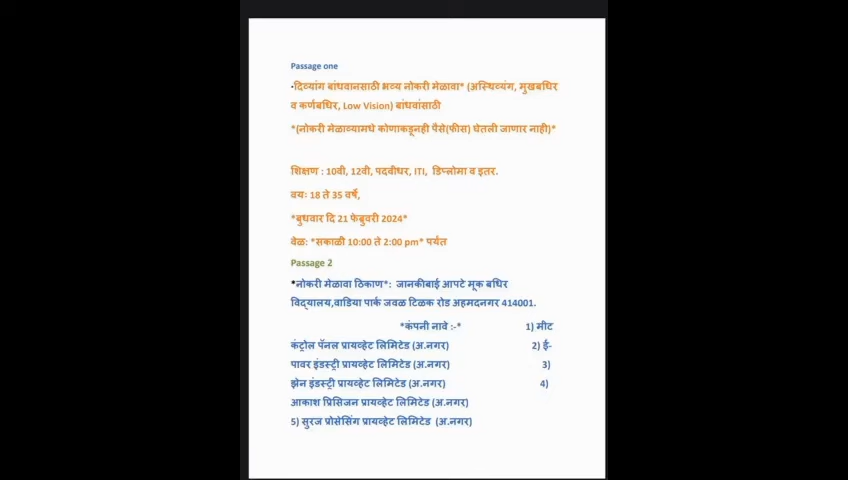 Passage one
•दिव्यांग बांधवानसाठी भव्य नोकरी मेळावा* (अस्थिव्यंग, मुखबधिर
व कर्णबधिर, Low Vision) बांधवांसाठी
*(नोकरी मेळाव्यामधे कोणाकडूनही पैसे(फीस) घेतली जाणार नाही)*
शिक्षण : 10वी, 12वी, पदवीधर, ITI, डिप्लोमा व इतर.
वयः 18 ते 35 वर्षे,
*बुधवार दि 21 फेब्रुवरी 2024*
वेळ: *सकाळी 10:00 ते 2:00 pm* पर्यंत
Passage 2
*नोकरी मेळावा ठिकाण*: जानकीबाई आपटे मूक बधिर
विद्यालय,वाडिया पार्क जवळ टिळक रोड अहमदनगर 414001.
*कंपनी नावे :-* 1) मीट
कंट्रोल पॅनल प्रायव्हेट लिमिटेड (अ.नगर) 2) ई-
पावर इंडस्ट्री प्रायव्हेट लिमिटेड (अ.नगर) 3)
झेन इंडस्ट्री प्रायव्हेट लिमिटेड (अ.नगर) 4)
आकाश प्रिसिजन प्रायव्हेट लिमिटेड (अ.नगर)
5) सुरज प्रोसेसिंग प्रायव्हेट लिमिटेड (अ.नगर)